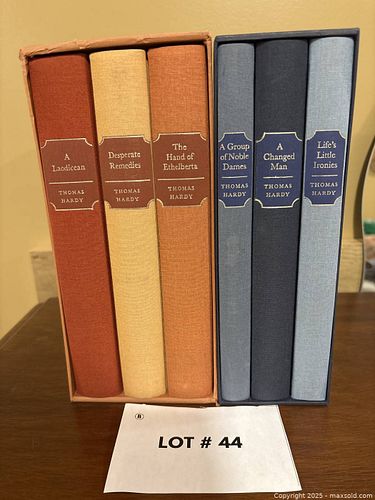 A
Laodicean
THOMAS
HARDY
Desperate
Remedies
THOMAS
HARDY
The
Hand of
Ethelberta
THOMAS
HARDY
A Group
of Noble
Dames
THOMAS
HARDY
A
Changed
Man
THOMAS
HARDY
Life's
Little
Ironies
THOMAS
HARDY
B
LOT # 44
Copyright 2025 - maxsold.com